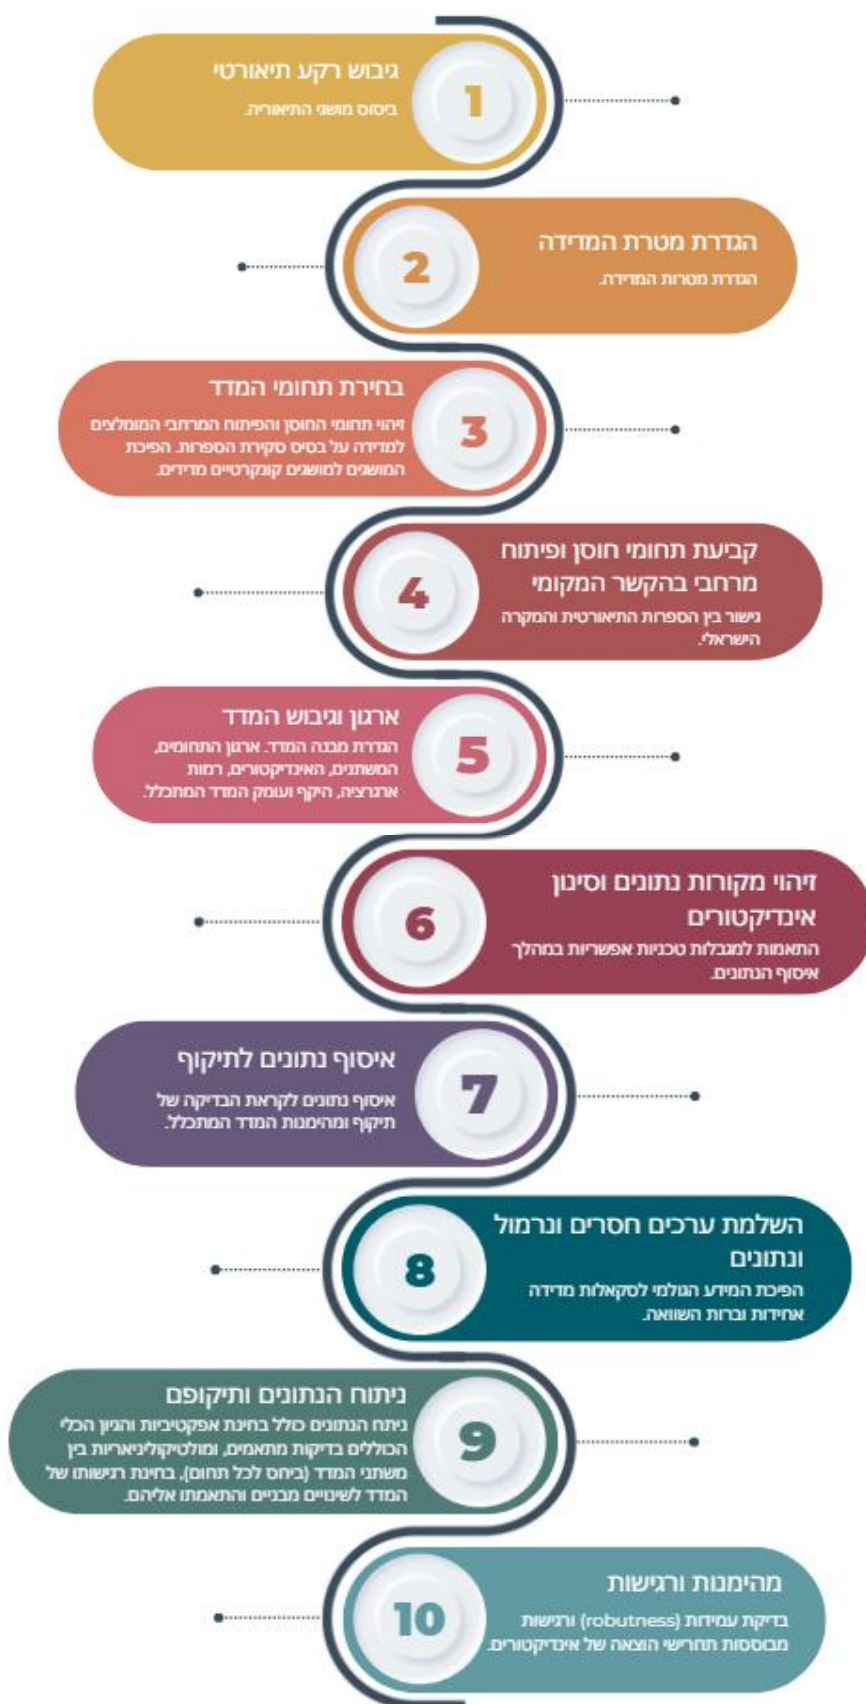 1
גיבוש רקע תיאורטי
ביסוס מושגי התיאוריה.
2
הגדרת מטרת המדידה
הגדרת מטרות המדידה.
3
בחירת תחומי המדד
זיהוי תחומי החוסן והפיתוח המרחבי המומלצים
למדידה על בסיס סקירת הספרות. הפיכת
המושגים למושגים קונקרטיים מדידים.
4
קביעת תחומי חוסן ופיתוח
מרחבי בהקשר המקומי
גישור בין הספרות התיאורטית והמקרה
הישראלי.
5
ארגון וגיבוש המדד
הגדרת מבנה המדד. ארגון התחומים,
המשתנים, האינדיקטורים, רמות
ארגרציה, היקף ועומק המדד המתכלל.
6
זיהוי מקורות נתונים וסינון
אינדיקטורים
התאמות למגבלות טכניות אפשריות במהלך
איסוף הנתונים.
7
איסוף נתונים לתיקוף
איסוף נתונים לקראת הבדיקה של
תיקוף ומהימנות המדד המתכלל.
8
השלמת ערכים חסרים ונרמול
ונתונים
הפיכת המידע הגולמי לסקאלות מדידה
אחידות וברות השוואה.
9
ניתוח הנתונים ותיקופם
ניתח הנתונים כולל בחינת אפקטיביות והגיון הכלי
הכוללים בדיקות מתאמים, ומולטיקוליניאריות בין
משתני המדד (ביחס לכל תחום), בחינת רגישותו של
המדד לשינויים מבניים והתאמתו אליהם.
10
מהימנות ורגישות
בדיקת עמידות (robutness) ורגישות
מבוססות תחרישי הוצאה של אינדיקטורים.